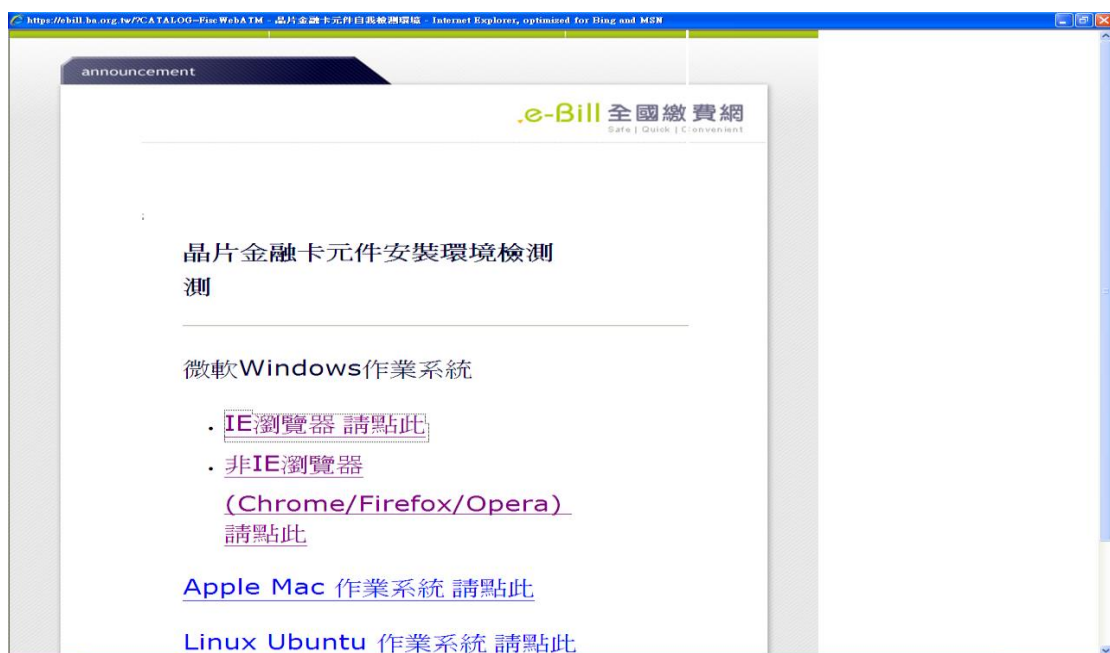 https://ebill.ba.org.tw/?CATALOG=FiscWebATM - 晶片金融卡元件自我檢測環境 - Internet Explorer, optimized for Bing and MSN
announcement
e-Bill 全國繳費網
Safe | Quick | Convenient
;
晶片金融卡元件安裝環境檢測
測
微軟Windows作業系統
• IE瀏覽器 請點此
• 非IE瀏覽器
(Chrome/Firefox/Opera)
請點此
Apple Mac 作業系統 請點此
Linux Ubuntu 作業系統 請點此